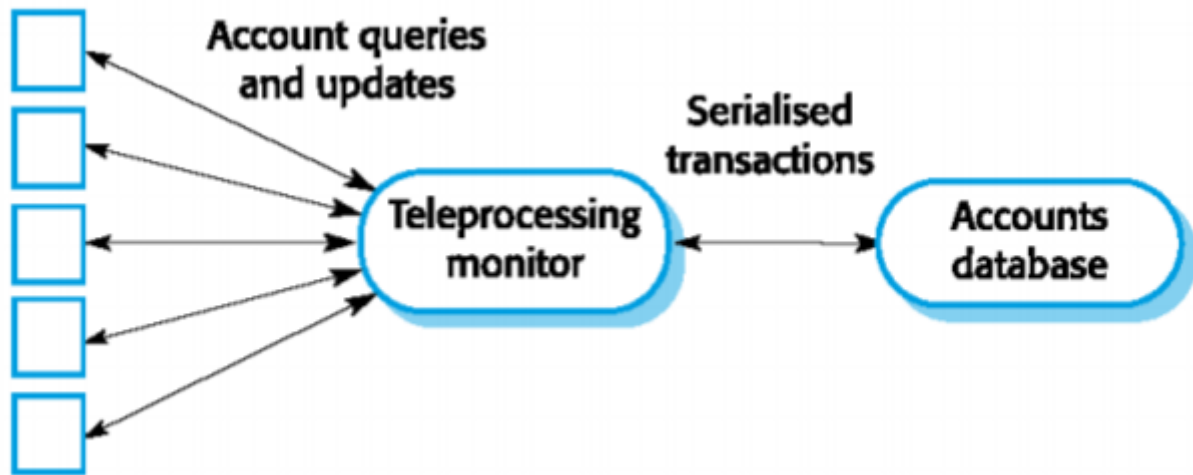 Account queries
and updates
Serialised
transactions
Teleprocessing
monitor
Accounts
database